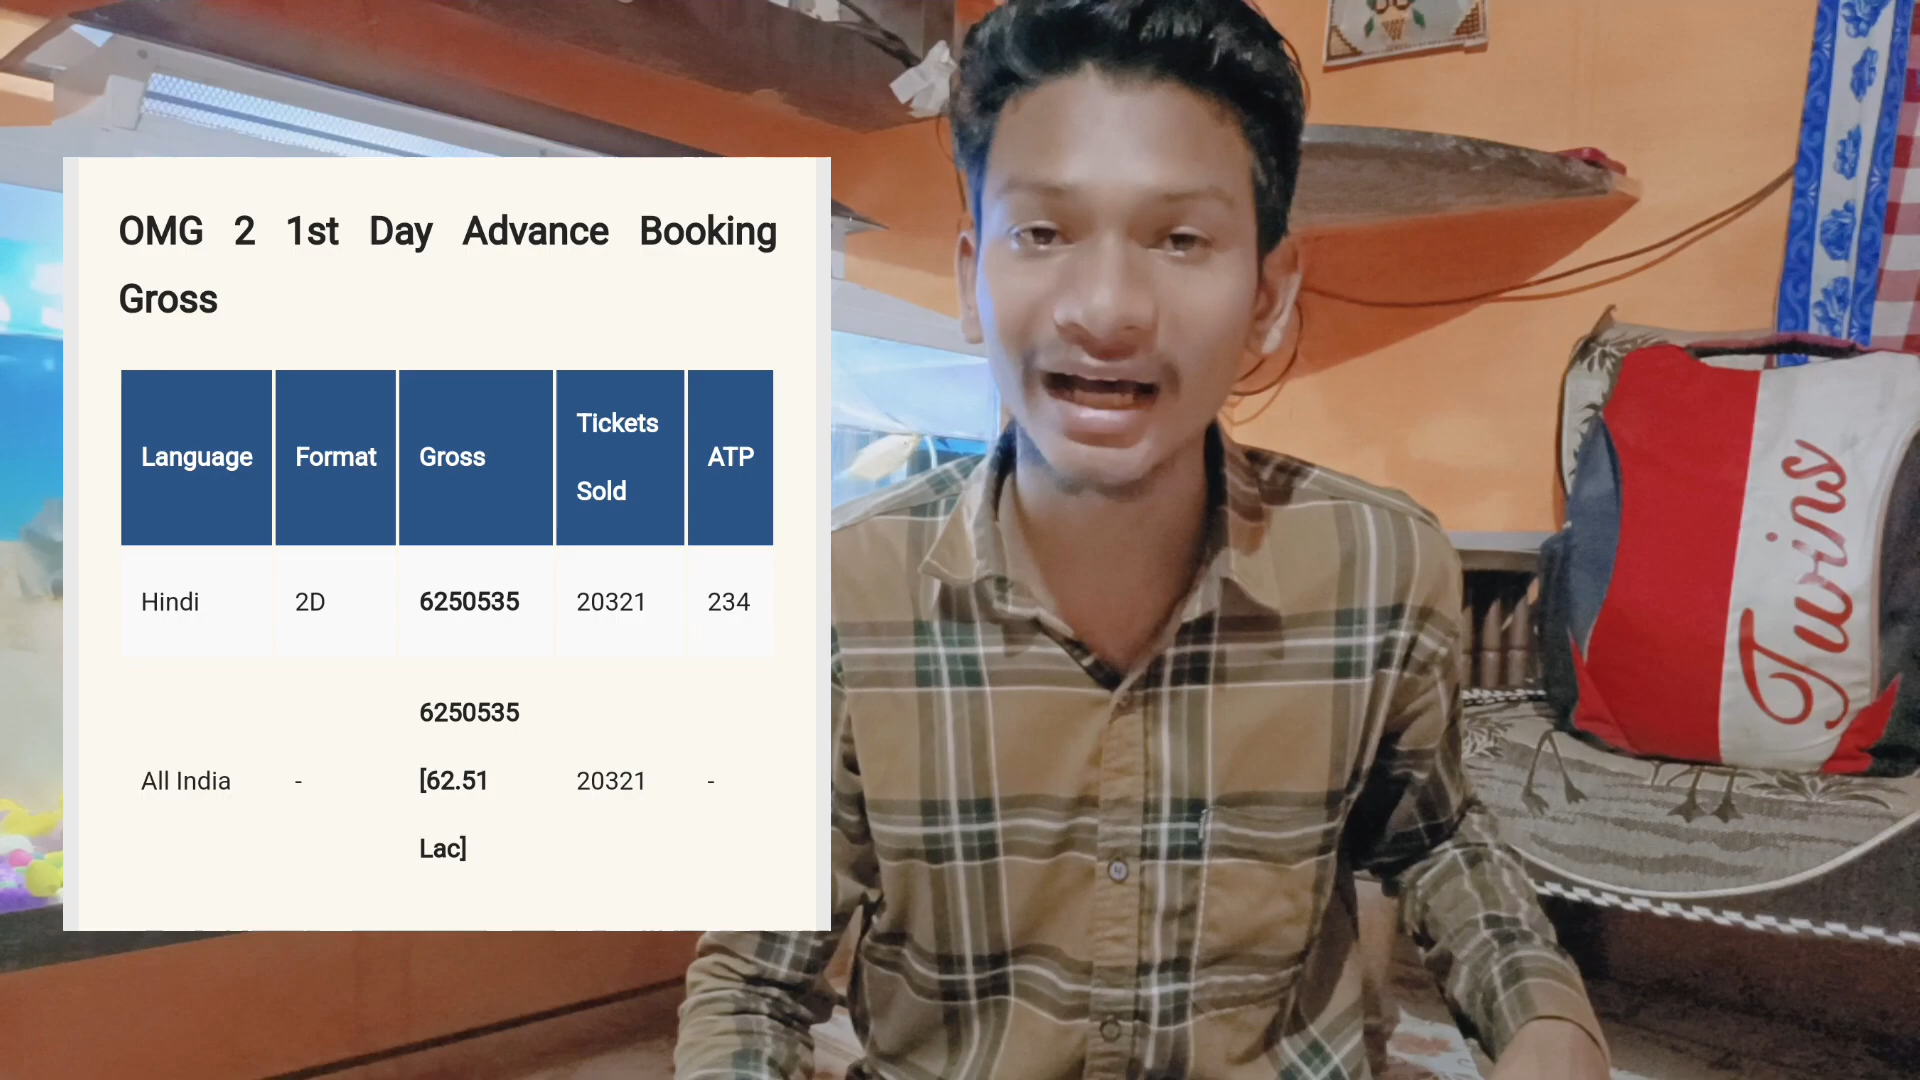 OMG 2 1st Day Advance Booking
Gross
Language Format Gross Tickets Sold ATP
Hindi 2D 6250535 20321 234
All India - 6250535 [62.51 Lac] 20321 -
Twins